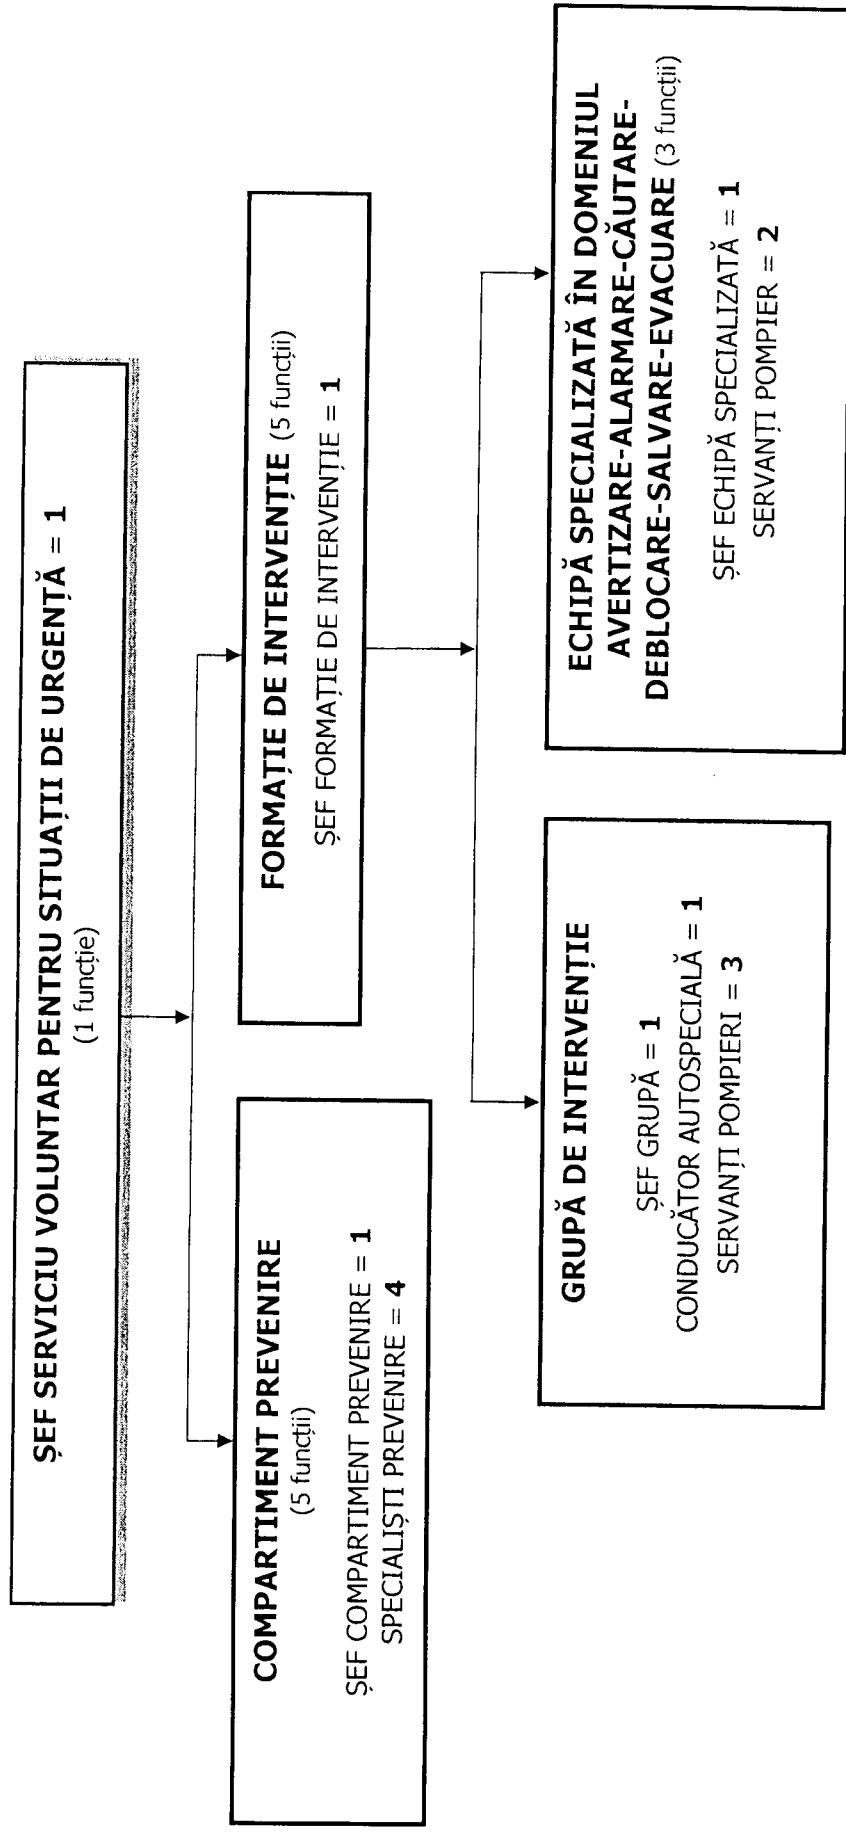 ȘEF SERVICIU VOLUNTAR PENTRU SITUAȚII DE URGENȚĂ = 1
(1 funcție)
COMPARTIMENT PREVENIRE
(5 funcții)
ȘEF COMPARTIMENT PREVENIRE = 1
SPECIALIȘTI PREVENIRE = 4
FORMAȚIE DE INTERVENȚIE (5 funcții)
ȘEF FORMAȚIE DE INTERVENȚIE = 1
GRUPĂ DE INTERVENȚIE
ȘEF GRUPĂ = 1
CONDUCĂTOR AUTOSPECIALĂ = 1
SERVANȚI POMPIERI = 3
ECHIPĂ SPECIALIZATĂ ÎN DOMENIUL
AVERTIZARE-ALARMARE-CĂUTARE-
DEBLOCARE-SALVARE-EVACUARE (3 funcții)
ȘEF ECHIPĂ SPECIALIZATĂ = 1
SERVANȚI POMPIER = 2